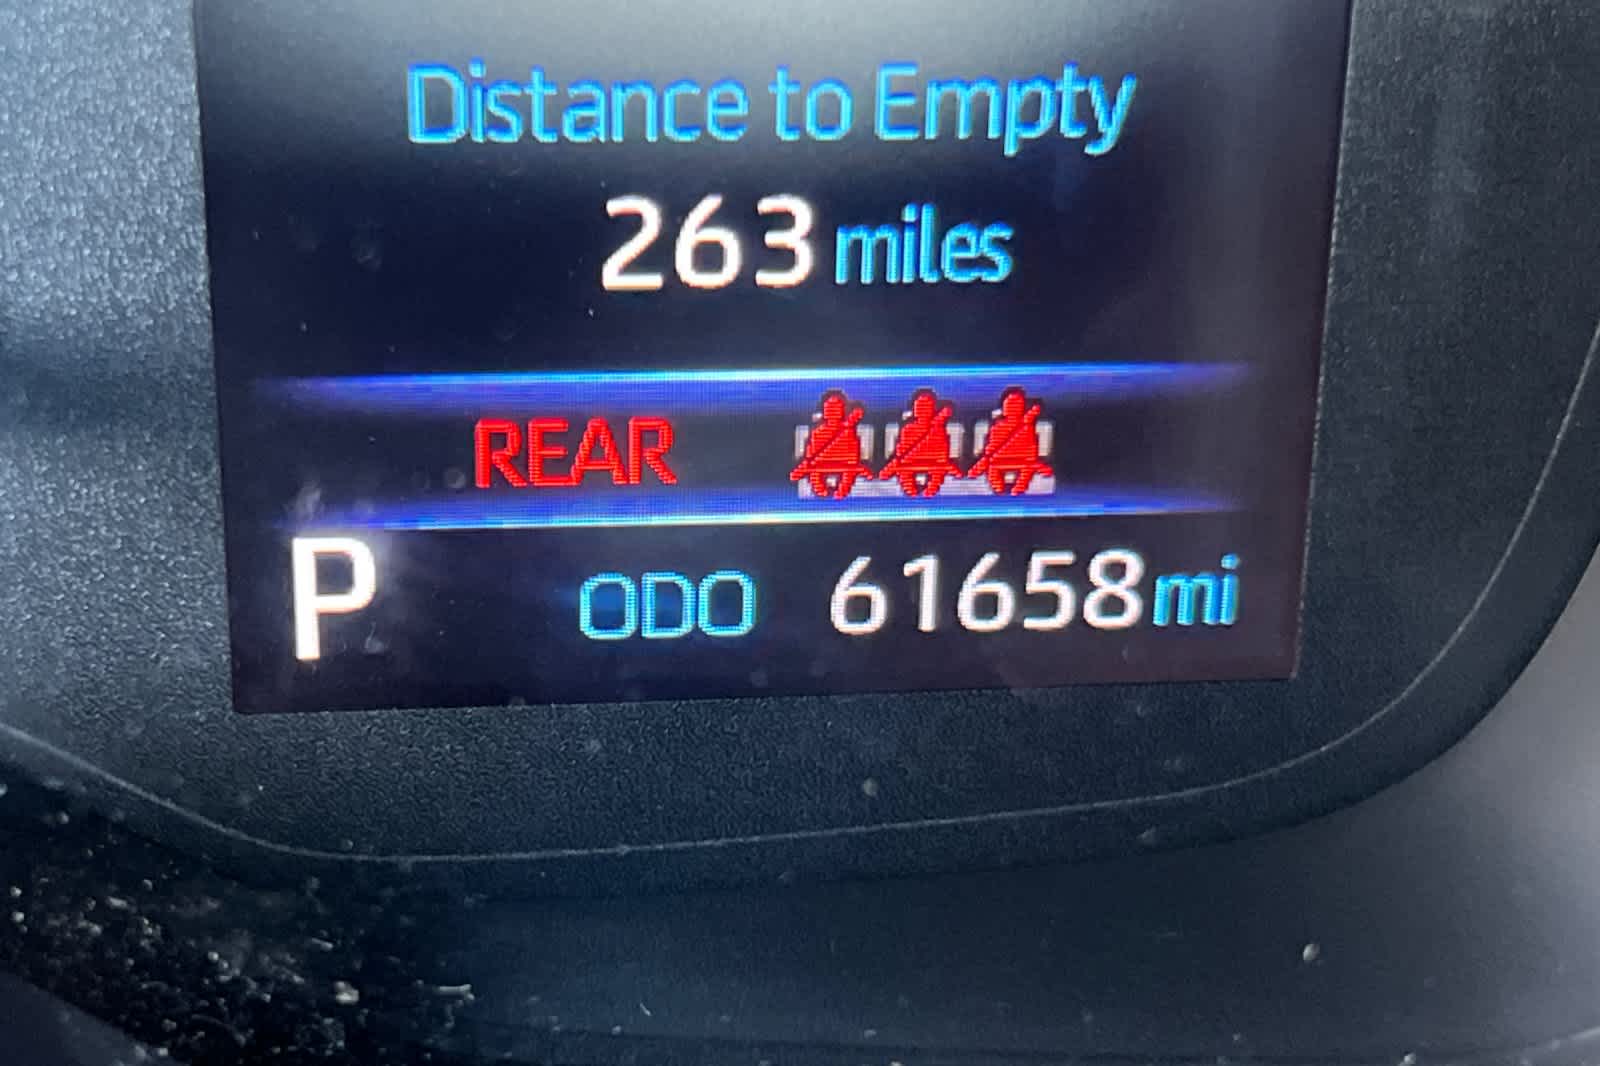 Distance to Empty
263 miles
REAR
P ODO 61658 mi